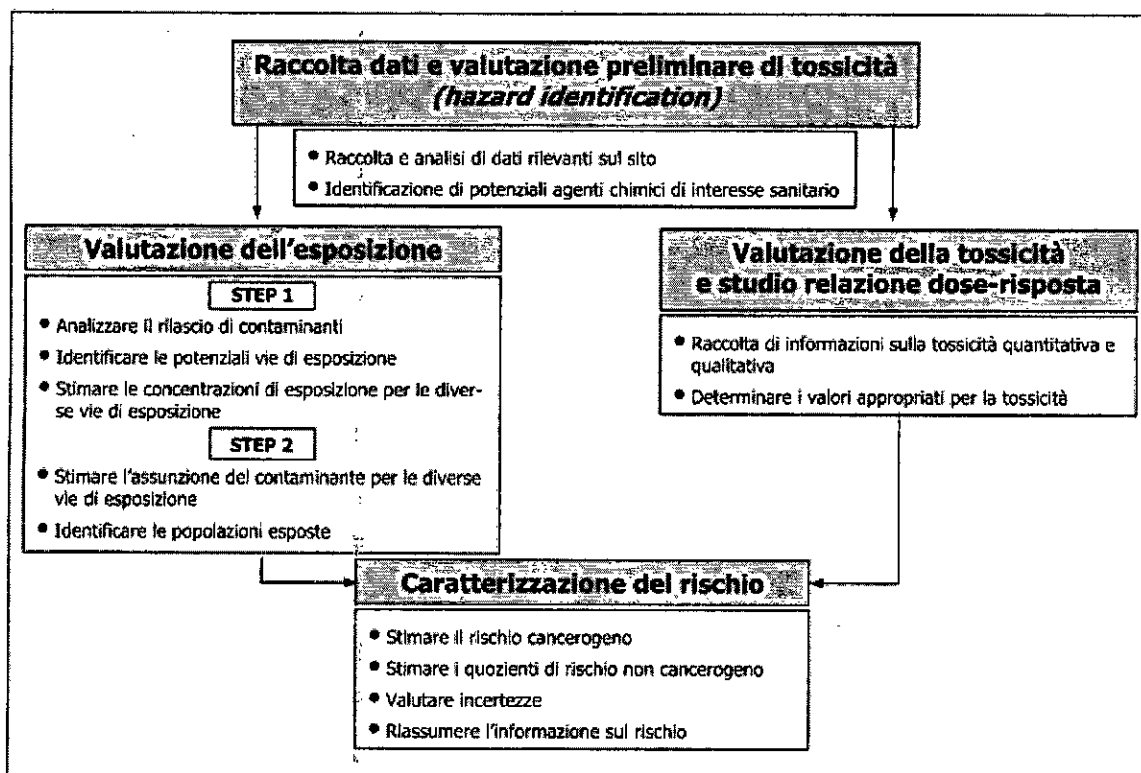 Raccolta dati e valutazione preliminare di tossicità
(hazard identification)
• Raccolta e analisi di dati rilevanti sul sito
• Identificazione di potenziali agenti chimici di interesse sanitario
Valutazione dell'esposizione
STEP 1
• Analizzare il rilascio di contaminanti
• Identificare le potenziali vie di esposizione
• Stimare le concentrazioni di esposizione per le diver-
se vie di esposizione
STEP 2
• Stimare l'assunzione del contaminante per le diverse
vie di esposizione
• Identificare le popolazioni esposte
Valutazione della tossicità
e studio relazione dose-risposta
• Raccolta di informazioni sulla tossicità quantitativa e
qualitativa
• Determinare i valori appropriati per la tossicità
Caratterizzazione del rischio
• Stimare il rischio cancerogeno
• Stimare i quozienti di rischio non cancerogeno
• Valutare incertezze
• Riassumere l'informazione sul rischio